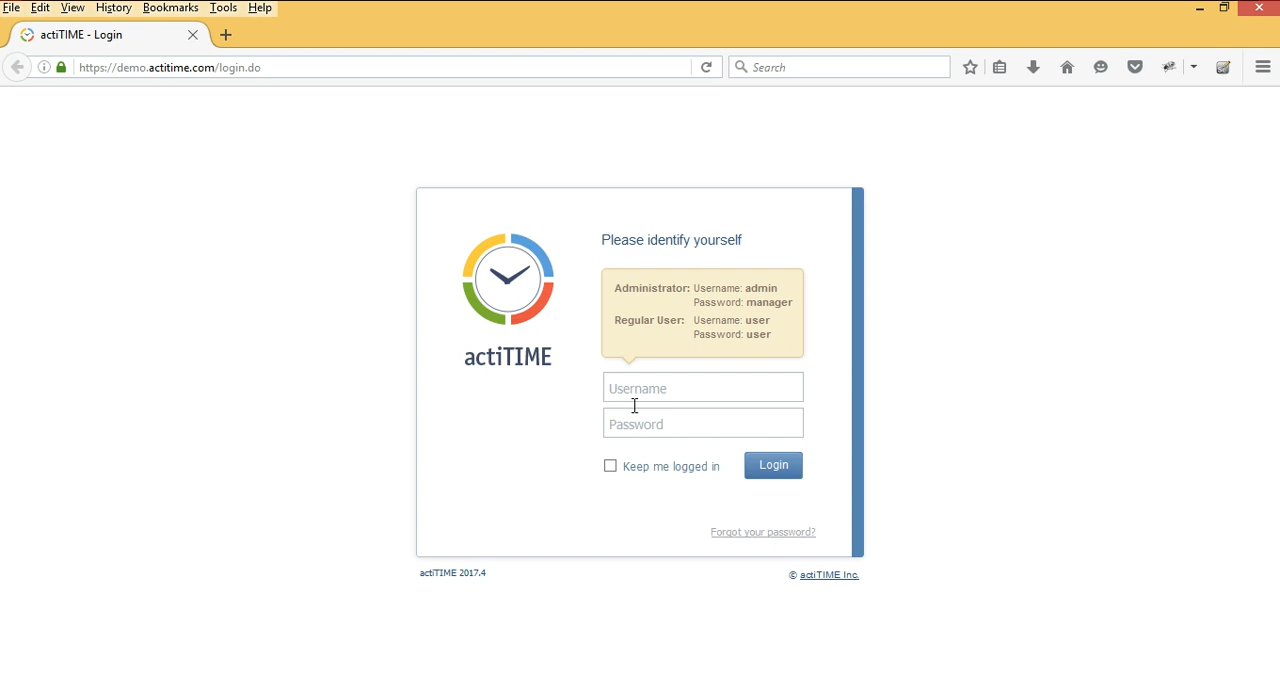 File Edit View History Bookmarks Tools Help
actiTIME - Login
https://demo.actitime.com/login.do
Search
Please identify yourself
Administrator: Username: admin
Password: manager
Regular User: Username: user
Password: user
actiTIME
Username
Password
Keep me logged in
Login
Forgot your password?
actiTIME 2017.4
© actiTIME Inc.